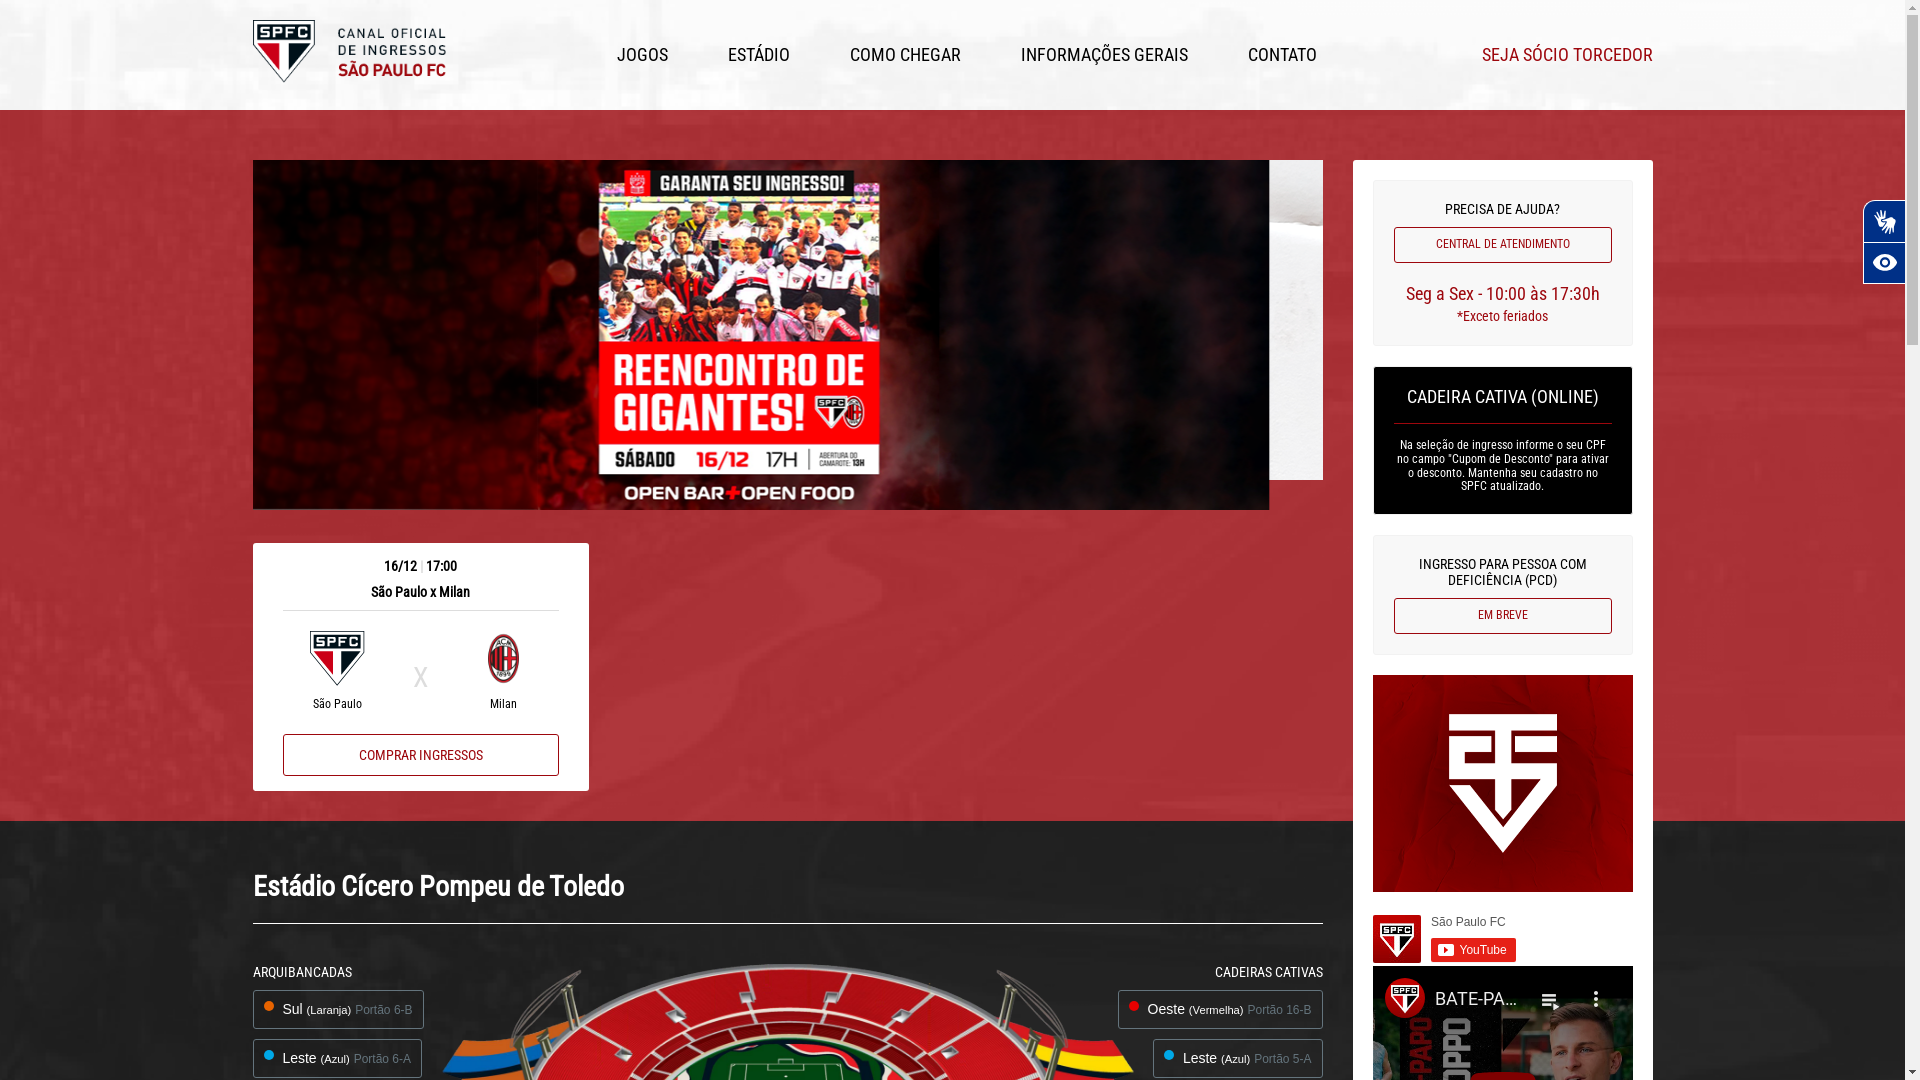 SPFC
CANAL OFICIAL
DE INGRESSOS
SÃO PAULO FC
JOGOS
ESTÁDIO
COMO CHEGAR
INFORMAÇÕES GERAIS
CONTATO
SEJA SÓCIO TORCEDOR
GARANTA SEU INGRESSO!
REENCONTRO DE
GIGANTES!
SÁBADO 16/12 17H ABERTURA DO
CAMAROTE: 13H
OPEN BAR+OPEN FOOD
16/12 | 17:00
São Paulo x Milan
SPFC
X
São Paulo
Milan
COMPRAR INGRESSOS
PRECISA DE AJUDA?
CENTRAL DE ATENDIMENTO
Seg a Sex - 10:00 às 17:30h
*Exceto feriados
CADEIRA CATIVA (ONLINE)
Na seleção de ingresso informe o seu CPF
no campo "Cupom de Desconto" para ativar
o desconto. Mantenha seu cadastro no
SPFC atualizado.
INGRESSO PARA PESSOA COM
DEFICIÊNCIA (PCD)
EM BREVE
São Paulo FC
YouTube
BATE-PA...
Estádio Cícero Pompeu de Toledo
ARQUIBANCADAS
Sul (Laranja) Portão 6-B
Leste (Azul) Portão 6-A
CADEIRAS CATIVAS
Oeste (Vermelha) Portão 16-B
Leste (Azul) Portão 5-A